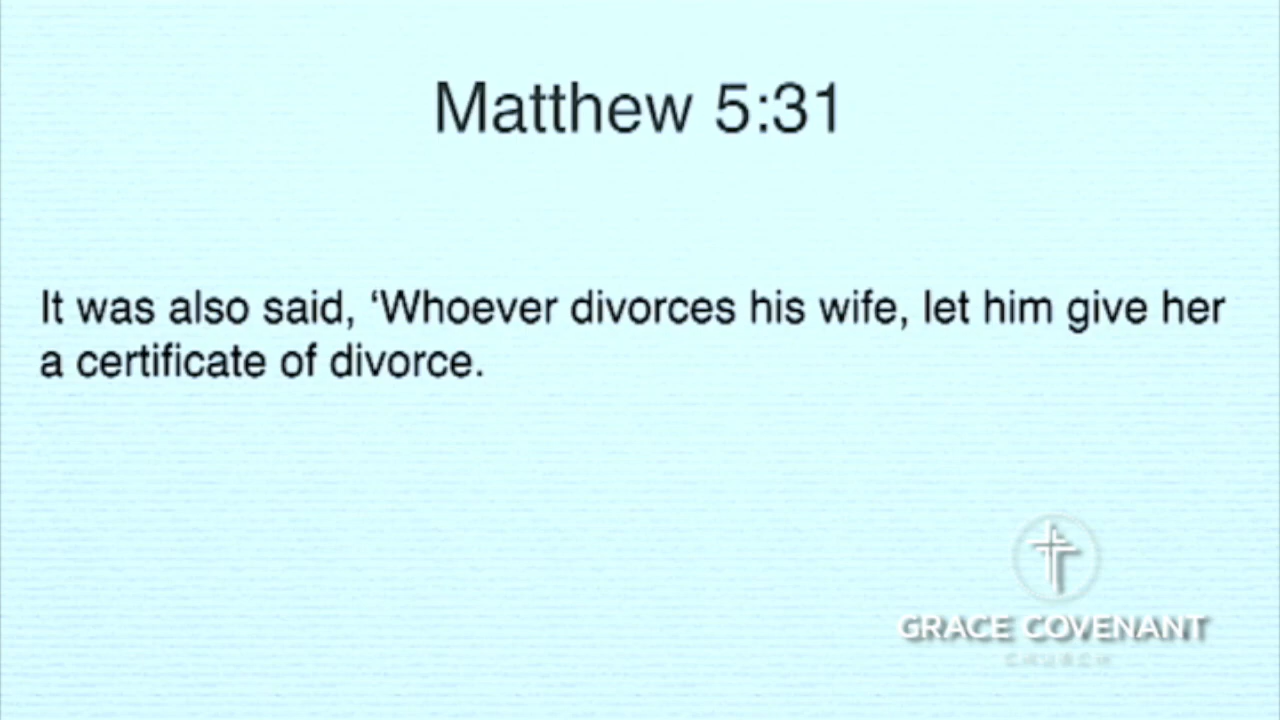 Matthew 5:31
It was also said, ‘Whoever divorces his wife, let him give her
a certificate of divorce.
GRACE COVENANT
CHURCH